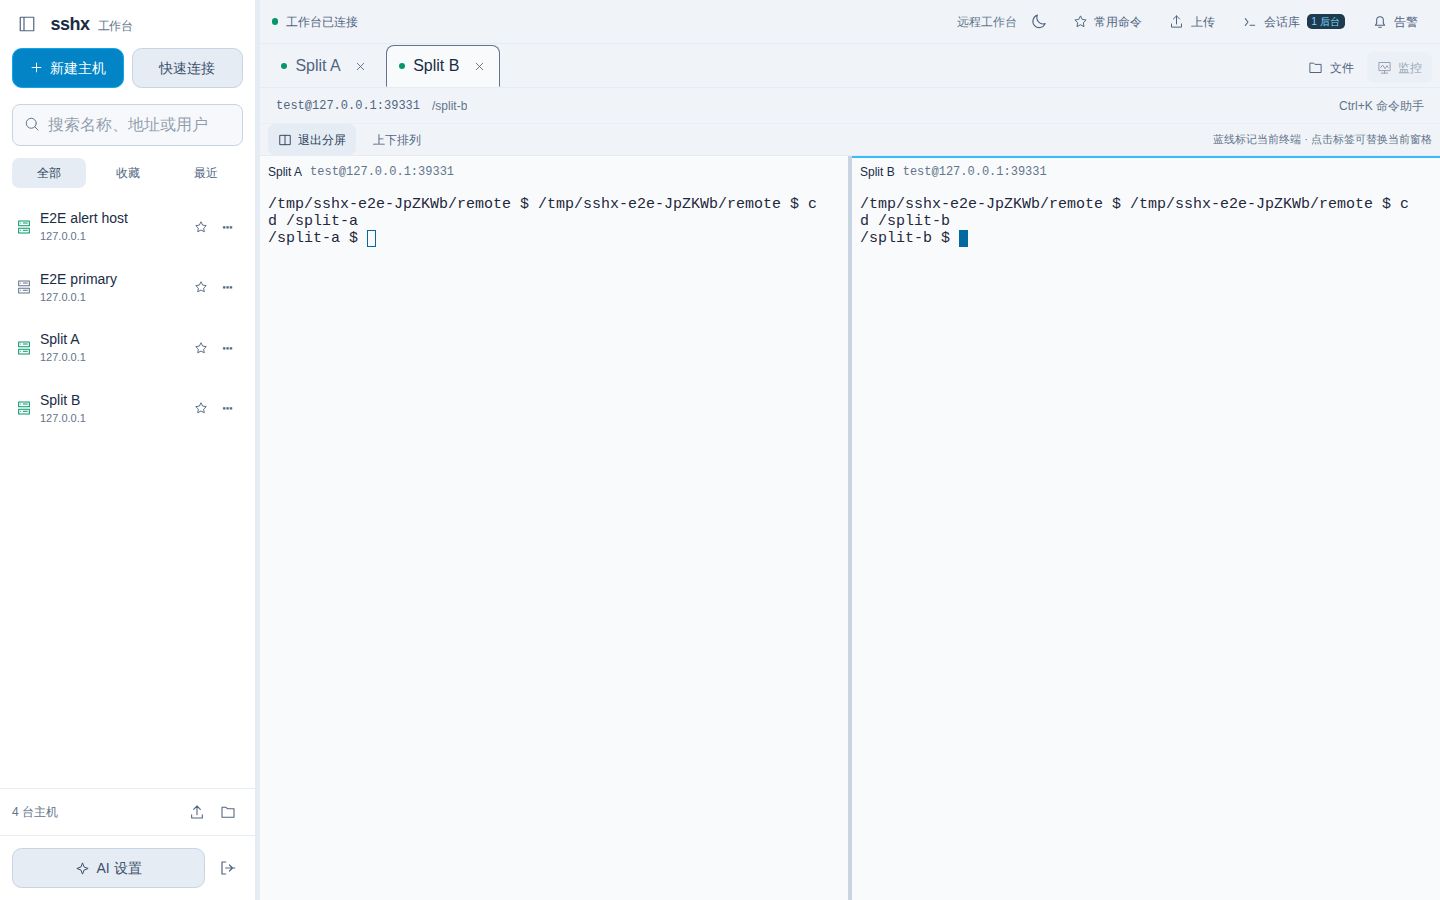 sshx 工作台
新建主机 快速连接
搜索名称、地址或用户
全部 收藏 最近
E2E alert host
127.0.0.1
E2E primary
127.0.0.1
Split A
127.0.0.1
Split B
127.0.0.1
4 台主机
AI 设置
工作台已连接 远程工作台 常用命令 上传 会话库 1 后台 告警
Split A Split B 文件 监控
test@127.0.0.1:39331 /split-b Ctrl+K 命令助手
退出分屏 上下排列 蓝线标记当前终端 · 点击标签可替换当前窗格
Split A test@127.0.0.1:39331
/tmp/sshx-e2e-JpZKWb/remote $ /tmp/sshx-e2e-JpZKWb/remote $ c
d /split-a
/split-a $
Split B test@127.0.0.1:39331
/tmp/sshx-e2e-JpZKWb/remote $ /tmp/sshx-e2e-JpZKWb/remote $ c
d /split-b
/split-b $